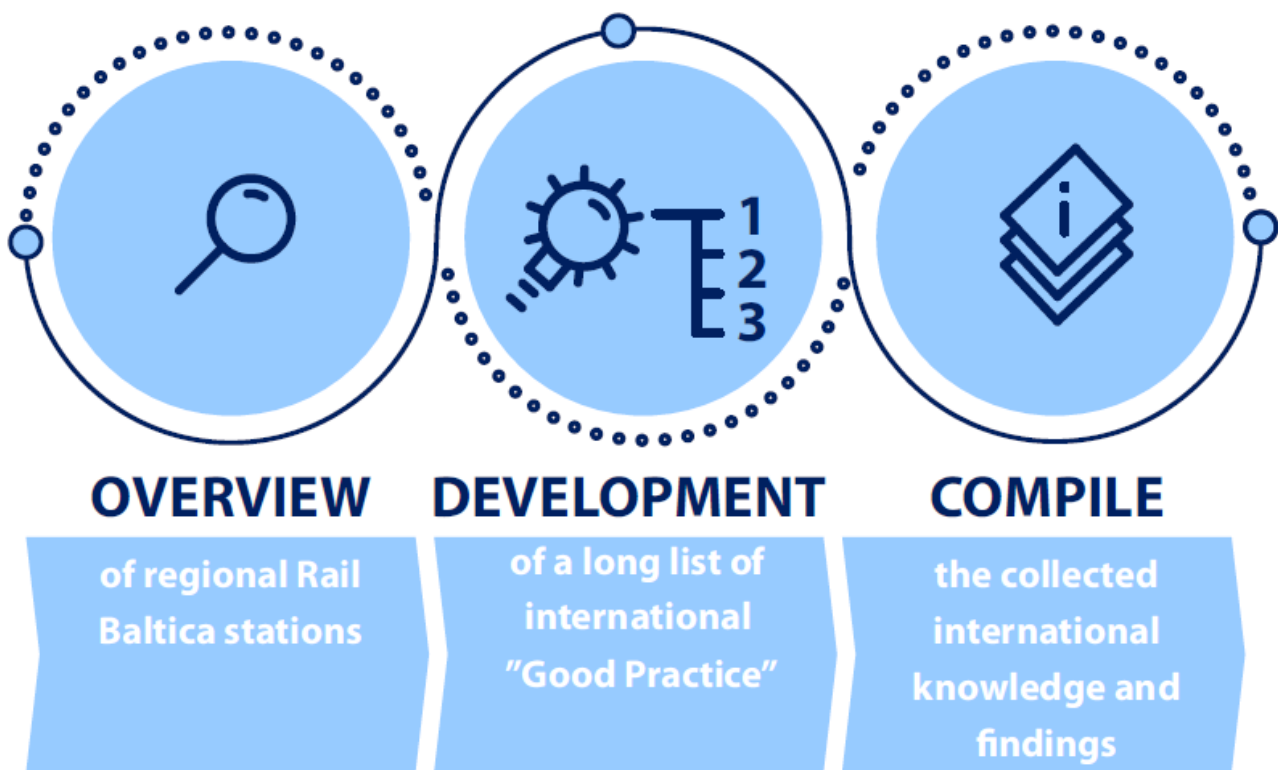 1
2
3
i
OVERVIEW
of regional Rail
Baltica stations
DEVELOPMENT
of a long list of
international
”Good Practice”
COMPILE
the collected
international
knowledge and
findings